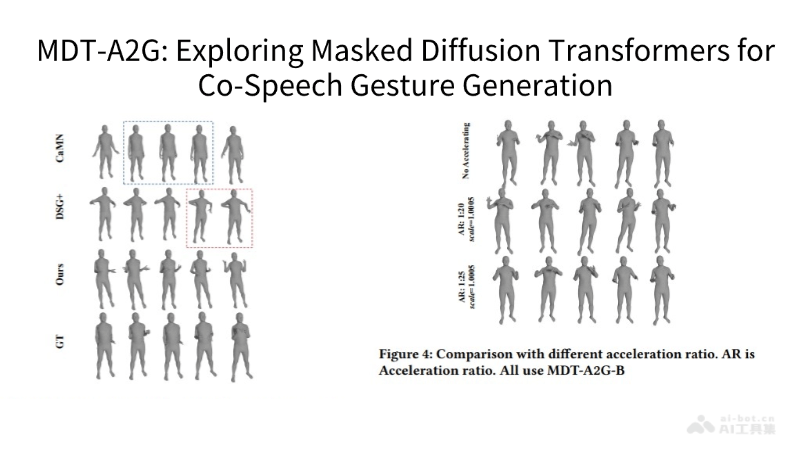 MDT-A2G: Exploring Masked Diffusion Transformers for
Co-Speech Gesture Generation
CaMN
DSG+
Ours
GT
No Accelerating
AR: 1:20
scale=1.0005
AR: 1:25
scale=1.0005
Figure 4: Comparison with different acceleration ratio. AR is
Acceleration ratio. All use MDT-A2G-B
ai-bot.cn
AI工具集